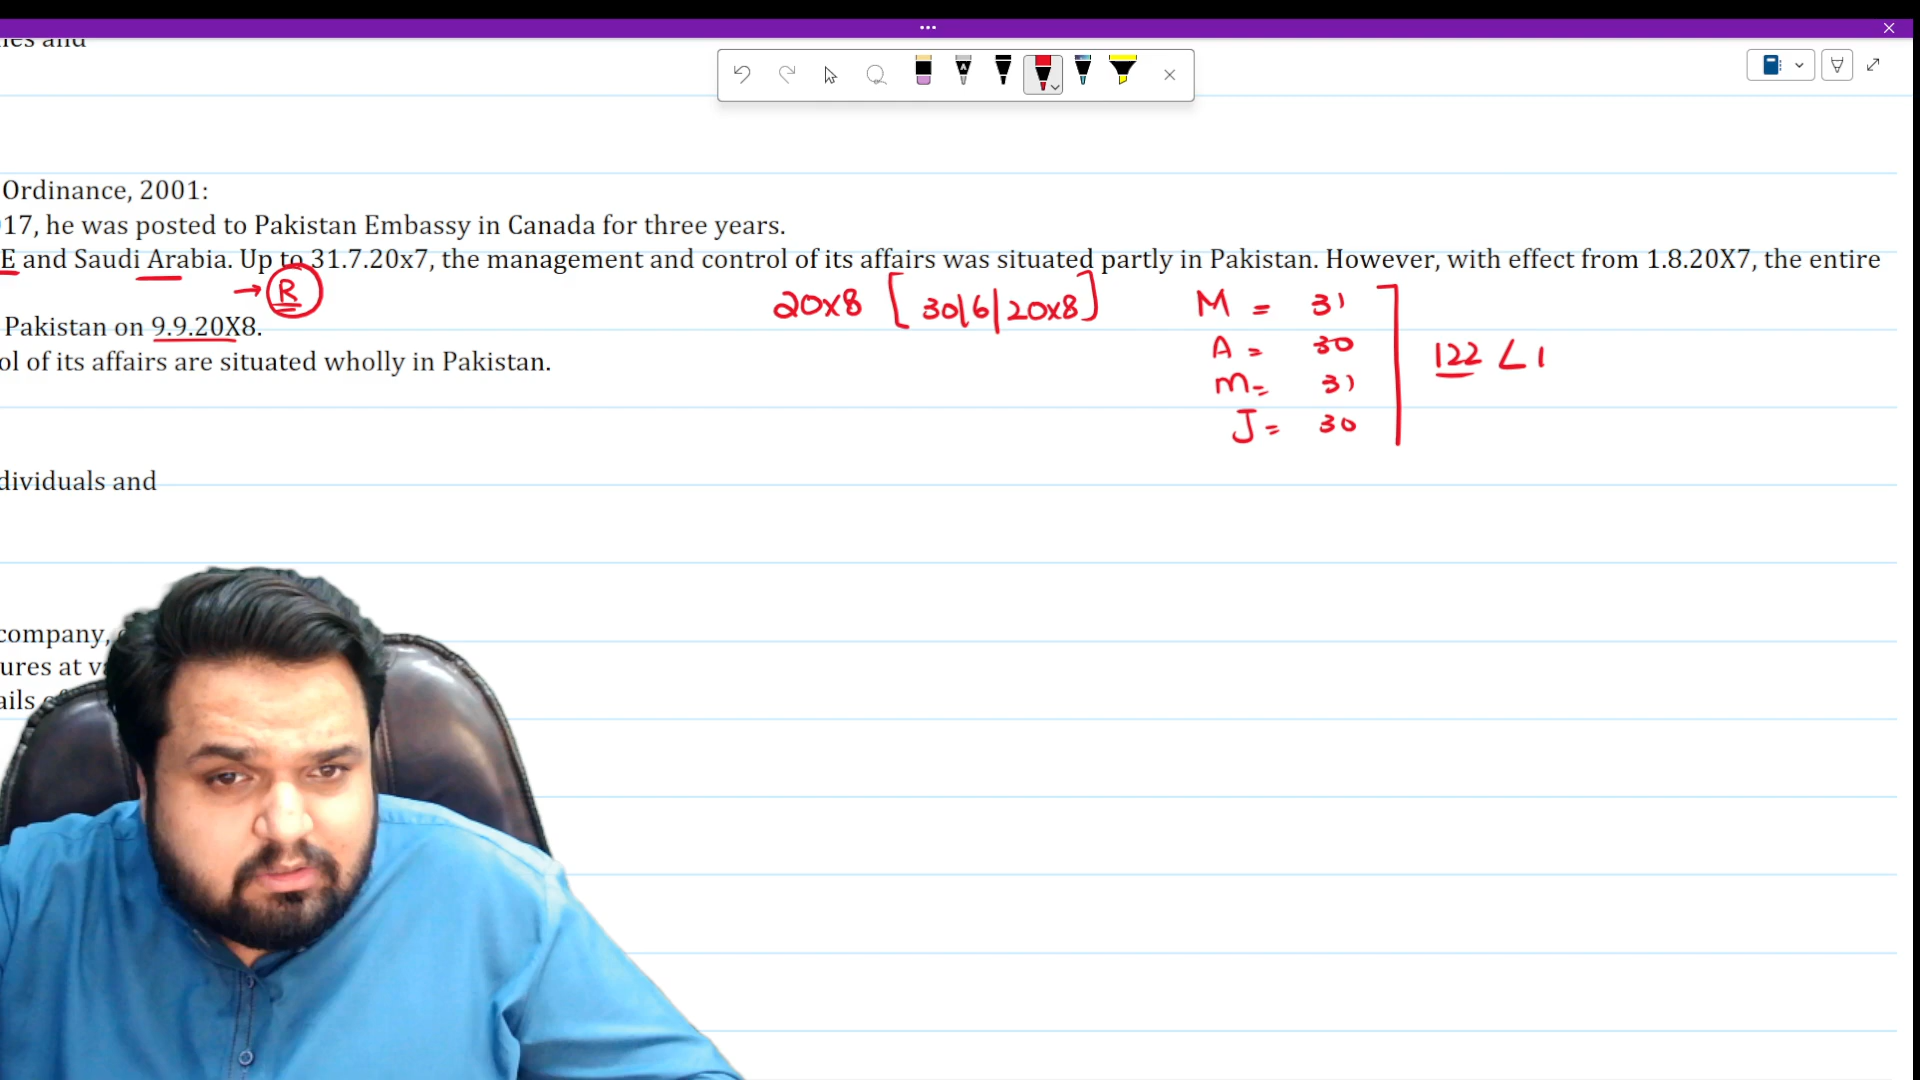 Ordinance, 2001:
17, he was posted to Pakistan Embassy in Canada for three years.
E and Saudi Arabia. Up to 31.7.20x7, the management and control of its affairs was situated partly in Pakistan. However, with effect from 1.8.20X7, the entire
→ R
20x8 [30/6/20x8]
M = 31
A = 30
M = 31
J = 30
122 < 1
Pakistan on 9.9.20X8.
ol of its affairs are situated wholly in Pakistan.
dividuals and
company,
ures at va
ails